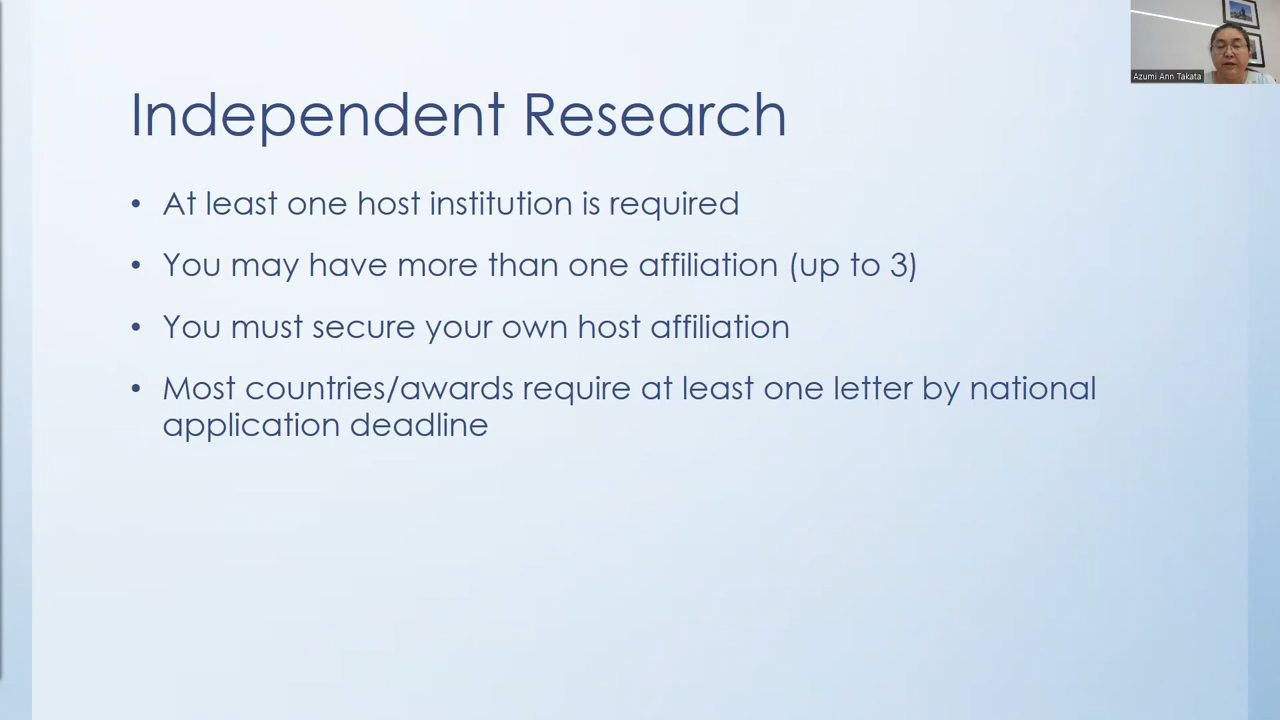 Independent Research
• At least one host institution is required
• You may have more than one affiliation (up to 3)
• You must secure your own host affiliation
• Most countries/awards require at least one letter by national
application deadline
Azumi Ann Takata